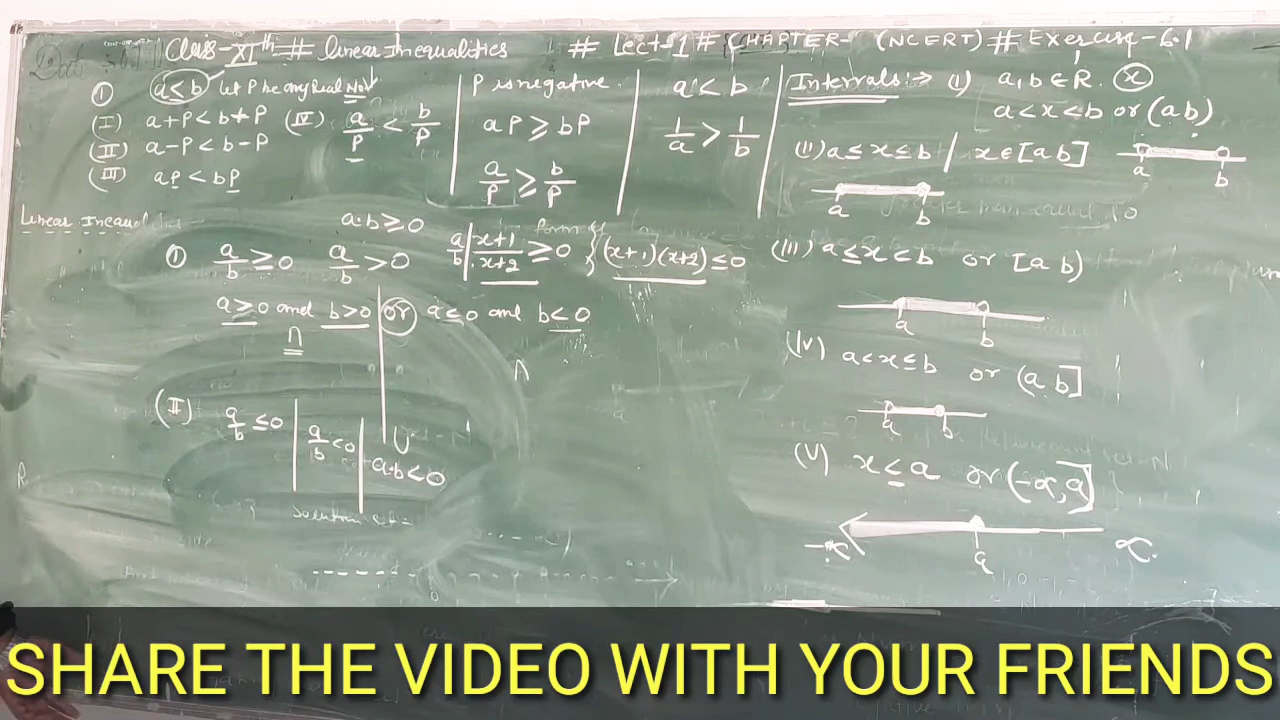 Class-XIth # Linear Inequalities # Lect-1 # CHAPTER- (NCERT) # Exercise-6.1
① a≤b Let P be any Real No.
(I) a+P<b+P
(II) a-P<b-P
(III) aP<bP
(IV) a/P < b/P
P is negative.
aP ≥ bP
a/P ≥ b/P
a<b
1/a > 1/b
Linear Inequalities
a.b≥0
① a/b ≥0 a/b >0 a/b | x+1/x+2 ≥0 {(x+1)(x+2)≤0
a≥0 and b>0 or a≤0 and b<0
∩ ∩
U
(II) a/b ≤0 | a/b <0 | a.b<0
solution set =
Intervals:→ (i) a,b∈R. x
a<x<b or (a b)
a b
(ii) a≤x≤b / x∈[a b]
a b
(iii) a≤x<b or [a b)
a b
(iv) a<x≤b or (a b]
a b
(v) x≤a or (-∞,a]
-∞ a ∞
SHARE THE VIDEO WITH YOUR FRIENDS